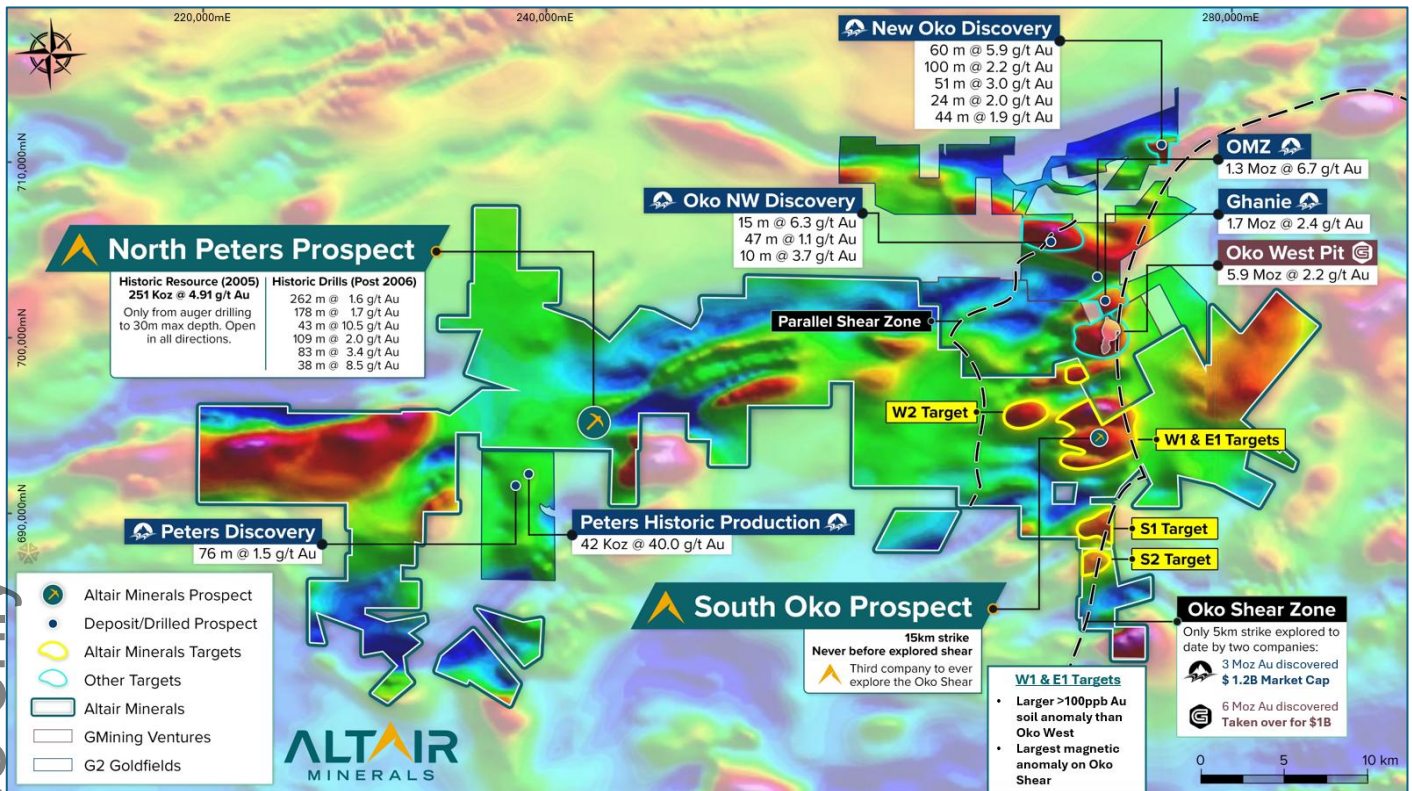 220,000mE
240,000mE
280,000mE
710,000mN
700,000mN
690,000mN
New Oko Discovery
60 m @ 5.9 g/t Au
100 m @ 2.2 g/t Au
51 m @ 3.0 g/t Au
24 m @ 2.0 g/t Au
44 m @ 1.9 g/t Au
OMZ
1.3 Moz @ 6.7 g/t Au
Ghanie
1.7 Moz @ 2.4 g/t Au
Oko West Pit
5.9 Moz @ 2.2 g/t Au
Oko NW Discovery
15 m @ 6.3 g/t Au
47 m @ 1.1 g/t Au
10 m @ 3.7 g/t Au
North Peters Prospect
Historic Resource (2005)
251 Koz @ 4.91 g/t Au
Only from auger drilling
to 30m max depth. Open
in all directions.
Historic Drills (Post 2006)
262 m @ 1.6 g/t Au
178 m @ 1.7 g/t Au
43 m @ 10.5 g/t Au
109 m @ 2.0 g/t Au
83 m @ 3.4 g/t Au
38 m @ 8.5 g/t Au
Parallel Shear Zone
W2 Target
W1 & E1 Targets
S1 Target
S2 Target
Peters Discovery
76 m @ 1.5 g/t Au
Peters Historic Production
42 Koz @ 40.0 g/t Au
South Oko Prospect
15km strike
Never before explored shear
Third company to ever
explore the Oko Shear
W1 & E1 Targets
• Larger >100ppb Au
soil anomaly than
Oko West
• Largest magnetic
anomaly on Oko
Shear
Oko Shear Zone
Only 5km strike explored to
date by two companies:
3 Moz Au discovered
$ 1.2B Market Cap
6 Moz Au discovered
Taken over for $1B
Altair Minerals Prospect
Deposit/Drilled Prospect
Altair Minerals Targets
Other Targets
Altair Minerals
GMining Ventures
G2 Goldfields
ALTAIR
MINERALS
0 5 10 km